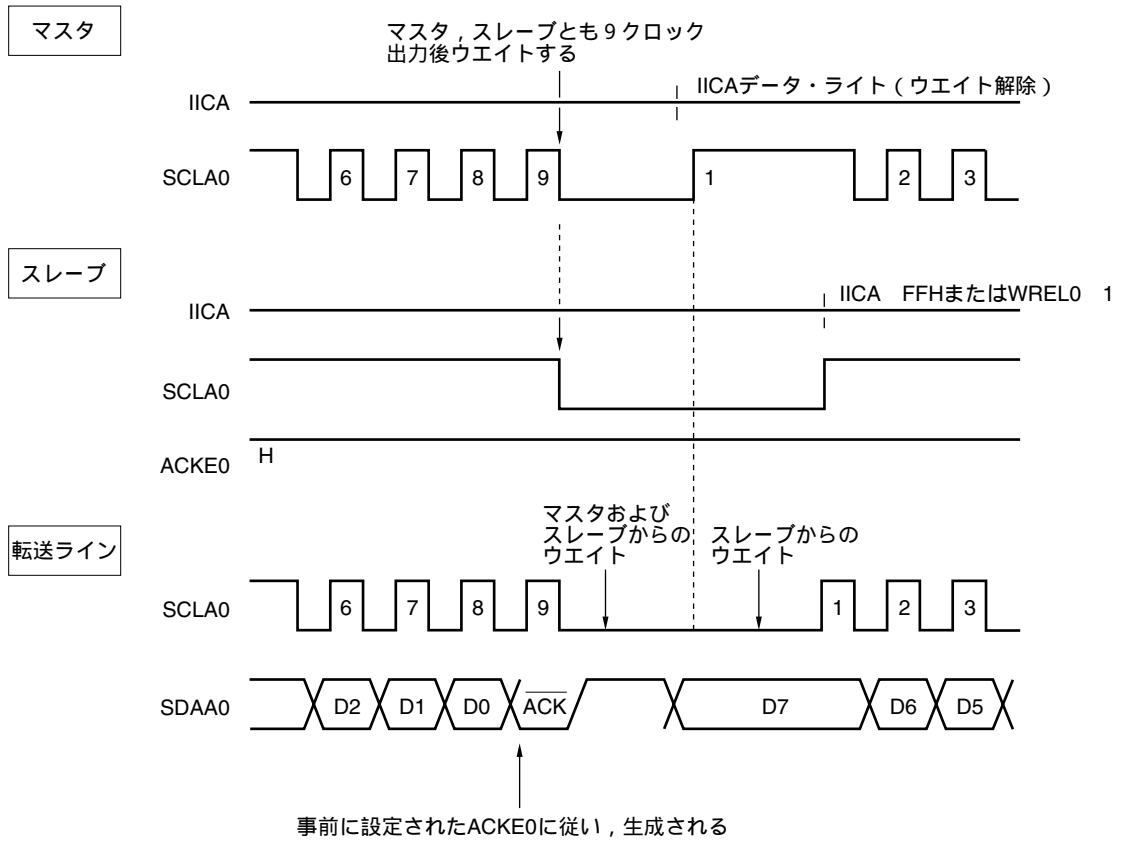 マスタ
マスタ，スレーブとも9クロック
出力後ウエイトする
IICAデータ・ライト（ウエイト解除）
IICA
SCLA0
6 7 8 9 1 2 3
スレーブ
IICA FFHまたはWREL0 1
IICA
SCLA0
ACKE0
H
転送ライン
マスタおよび
スレーブからの
ウエイト
スレーブからの
ウエイト
SCLA0
6 7 8 9 1 2 3
SDAA0
D2 D1 D0 ACK D7 D6 D5
事前に設定されたACKE0に従い，生成される